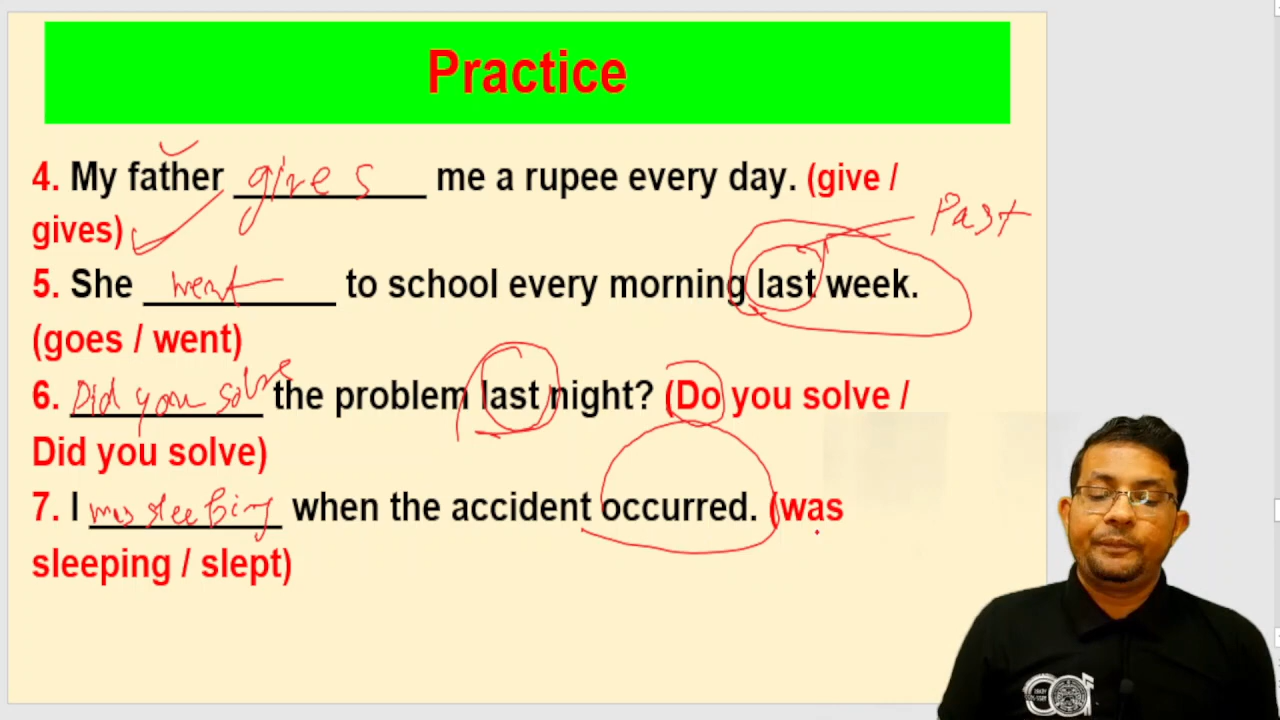 Practice
4. My father gives me a rupee every day. (give /
gives)
Past
5. She went to school every morning last week.
(goes / went)
6. Did you solve the problem last night? (Do you solve /
Did you solve)
7. I was sleeping when the accident occurred. (was
sleeping / slept)